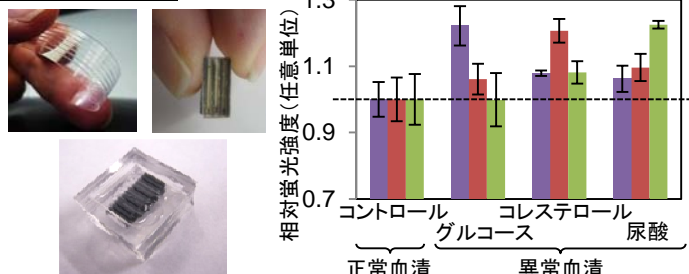 相対蛍光強度(任意単位)
1.3
1.1
0.9
0.7
コントロール
グルコース
コレステロール
尿酸
正常血清
異常血清